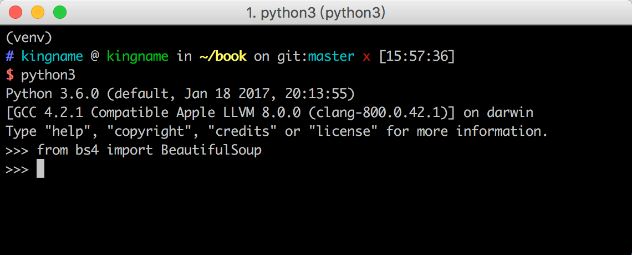 1. python3 (python3)
(venv)
# kingname @ kingname in ~/book on git:master x [15:57:36]
$ python3
Python 3.6.0 (default, Jan 18 2017, 20:13:55)
[GCC 4.2.1 Compatible Apple LLVM 8.0.0 (clang-800.0.42.1)] on darwin
Type "help", "copyright", "credits" or "license" for more information.
>>> from bs4 import BeautifulSoup
>>>